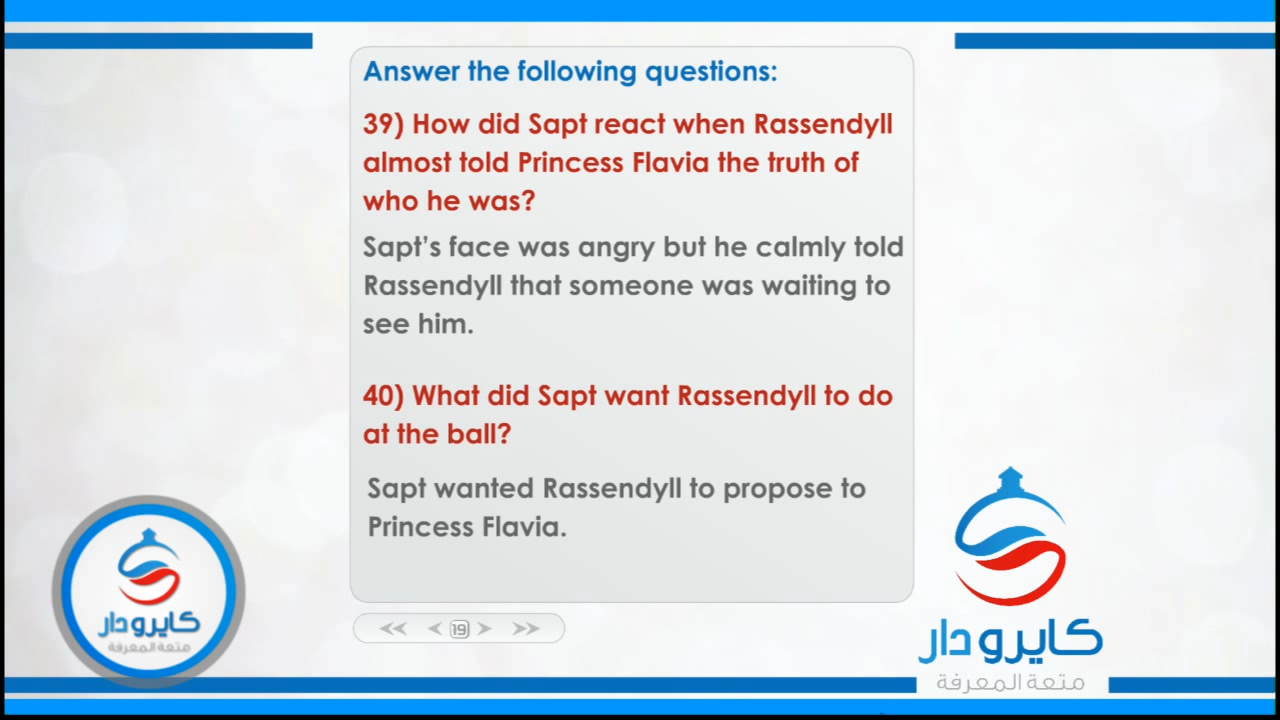 Answer the following questions:
39) How did Sapt react when Rassendyll
almost told Princess Flavia the truth of
who he was?
Sapt’s face was angry but he calmly told
Rassendyll that someone was waiting to
see him.
40) What did Sapt want Rassendyll to do
at the ball?
Sapt wanted Rassendyll to propose to
Princess Flavia.
19
كايرو دار
متعة المعرفة
كايرو دار
متعة المعرفة